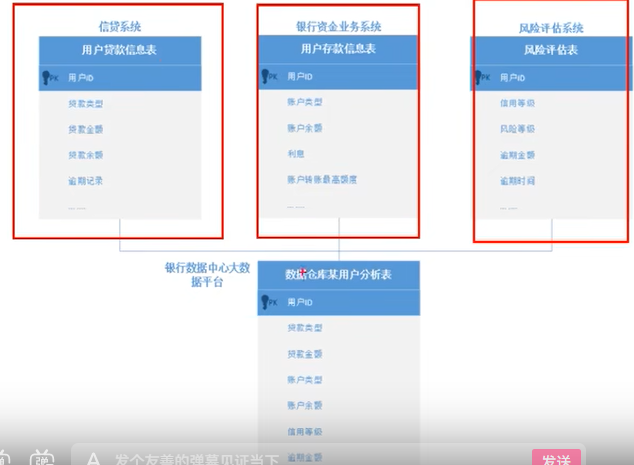 信贷系统
用户贷款信息表
PK 用户ID
贷款类型
贷款金额
贷款余额
逾期记录
... ...
银行资金业务系统
用户存款信息表
PK 用户ID
账户类型
账户余额
利息
账户转账最高额度
... ...
风险评估系统
风险评估表
PK 用户ID
信用等级
风险等级
逾期金额
逾期时间
... ...
银行数据中心大数
据平台
数据仓库某用户分析表
PK 用户ID
贷款类型
贷款金额
账户类型
账户余额
信用等级
逾期金额
弹
A 发个友善的弹幕见证当下
发送